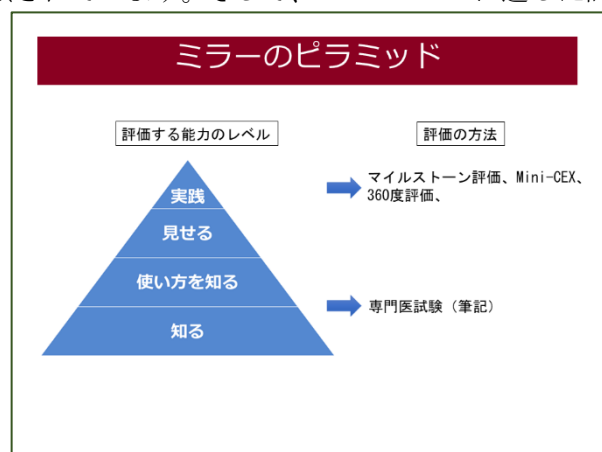 ミラーのピラミッド
評価する能力のレベル
評価の方法
実践
見せる
使い方を知る
知る
マイルストーン評価、Mini-CEX、
360度評価、
専門医試験（筆記）